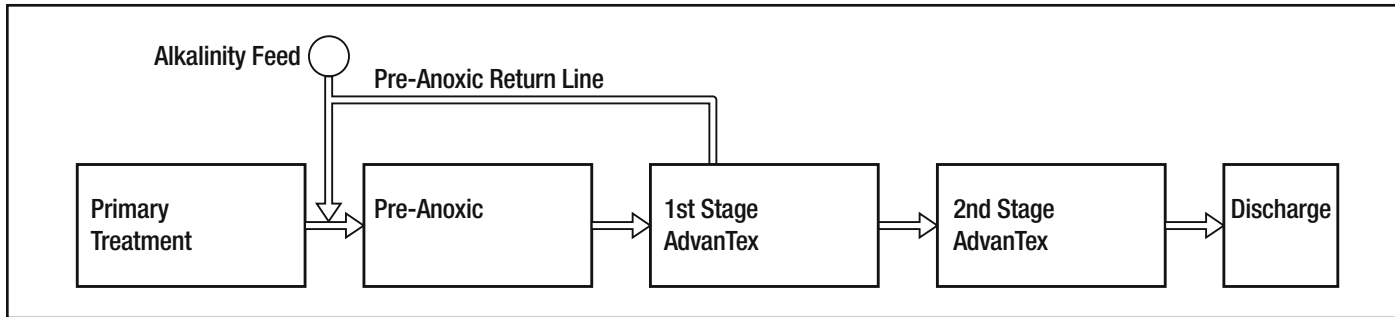 Alkalinity Feed
Pre-Anoxic Return Line
Primary
Treatment
Pre-Anoxic
1st Stage
AdvanTex
2nd Stage
AdvanTex
Discharge